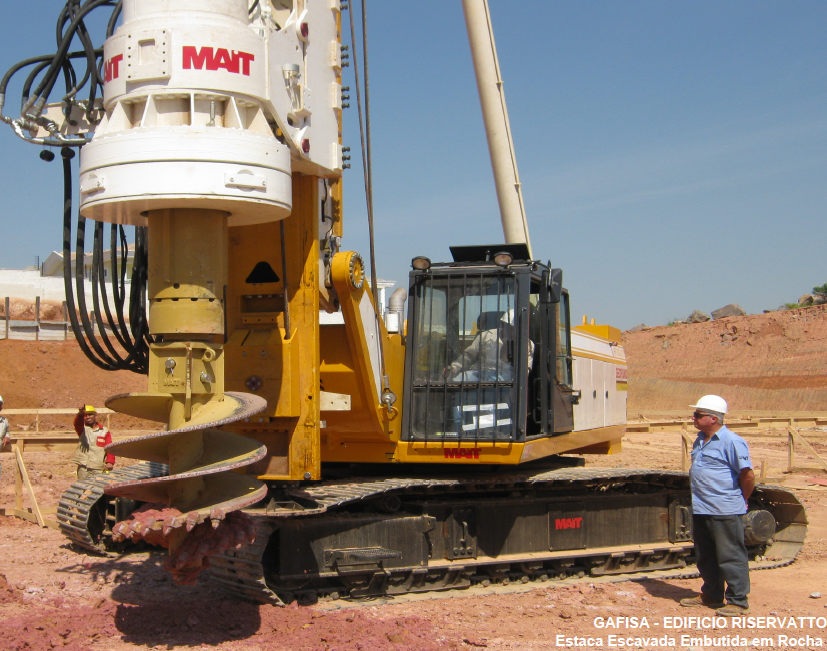 MAIT
MAIT
MAIT
MAIT
GAFISA - EDIFICIO RISERVATTO
Estaca Escavada Embutida em Rocha